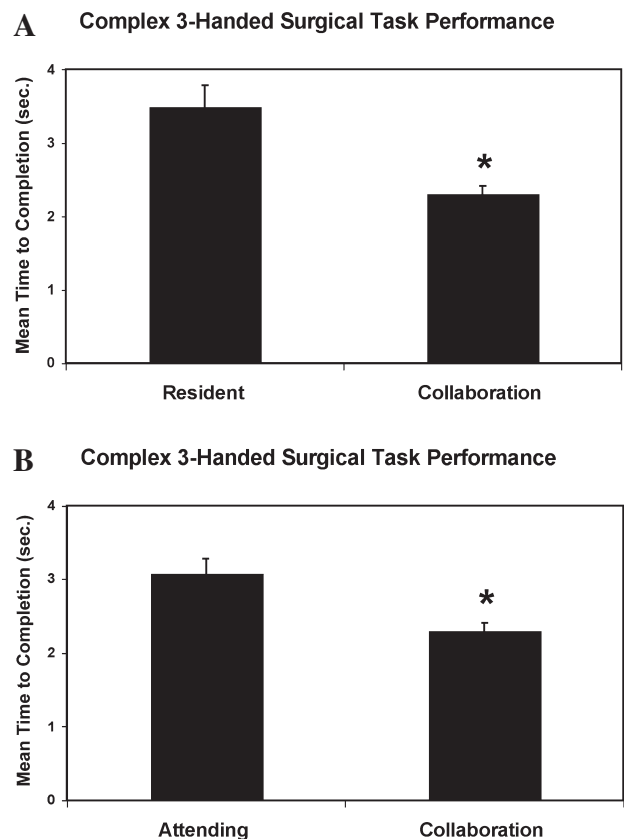 A Complex 3-Handed Surgical Task Performance
Mean Time to Completion (sec.)
4
3
2
1
0
*
Resident Collaboration
B Complex 3-Handed Surgical Task Performance
Mean Time to Completion (sec.)
4
3
2
1
0
*
Attending Collaboration